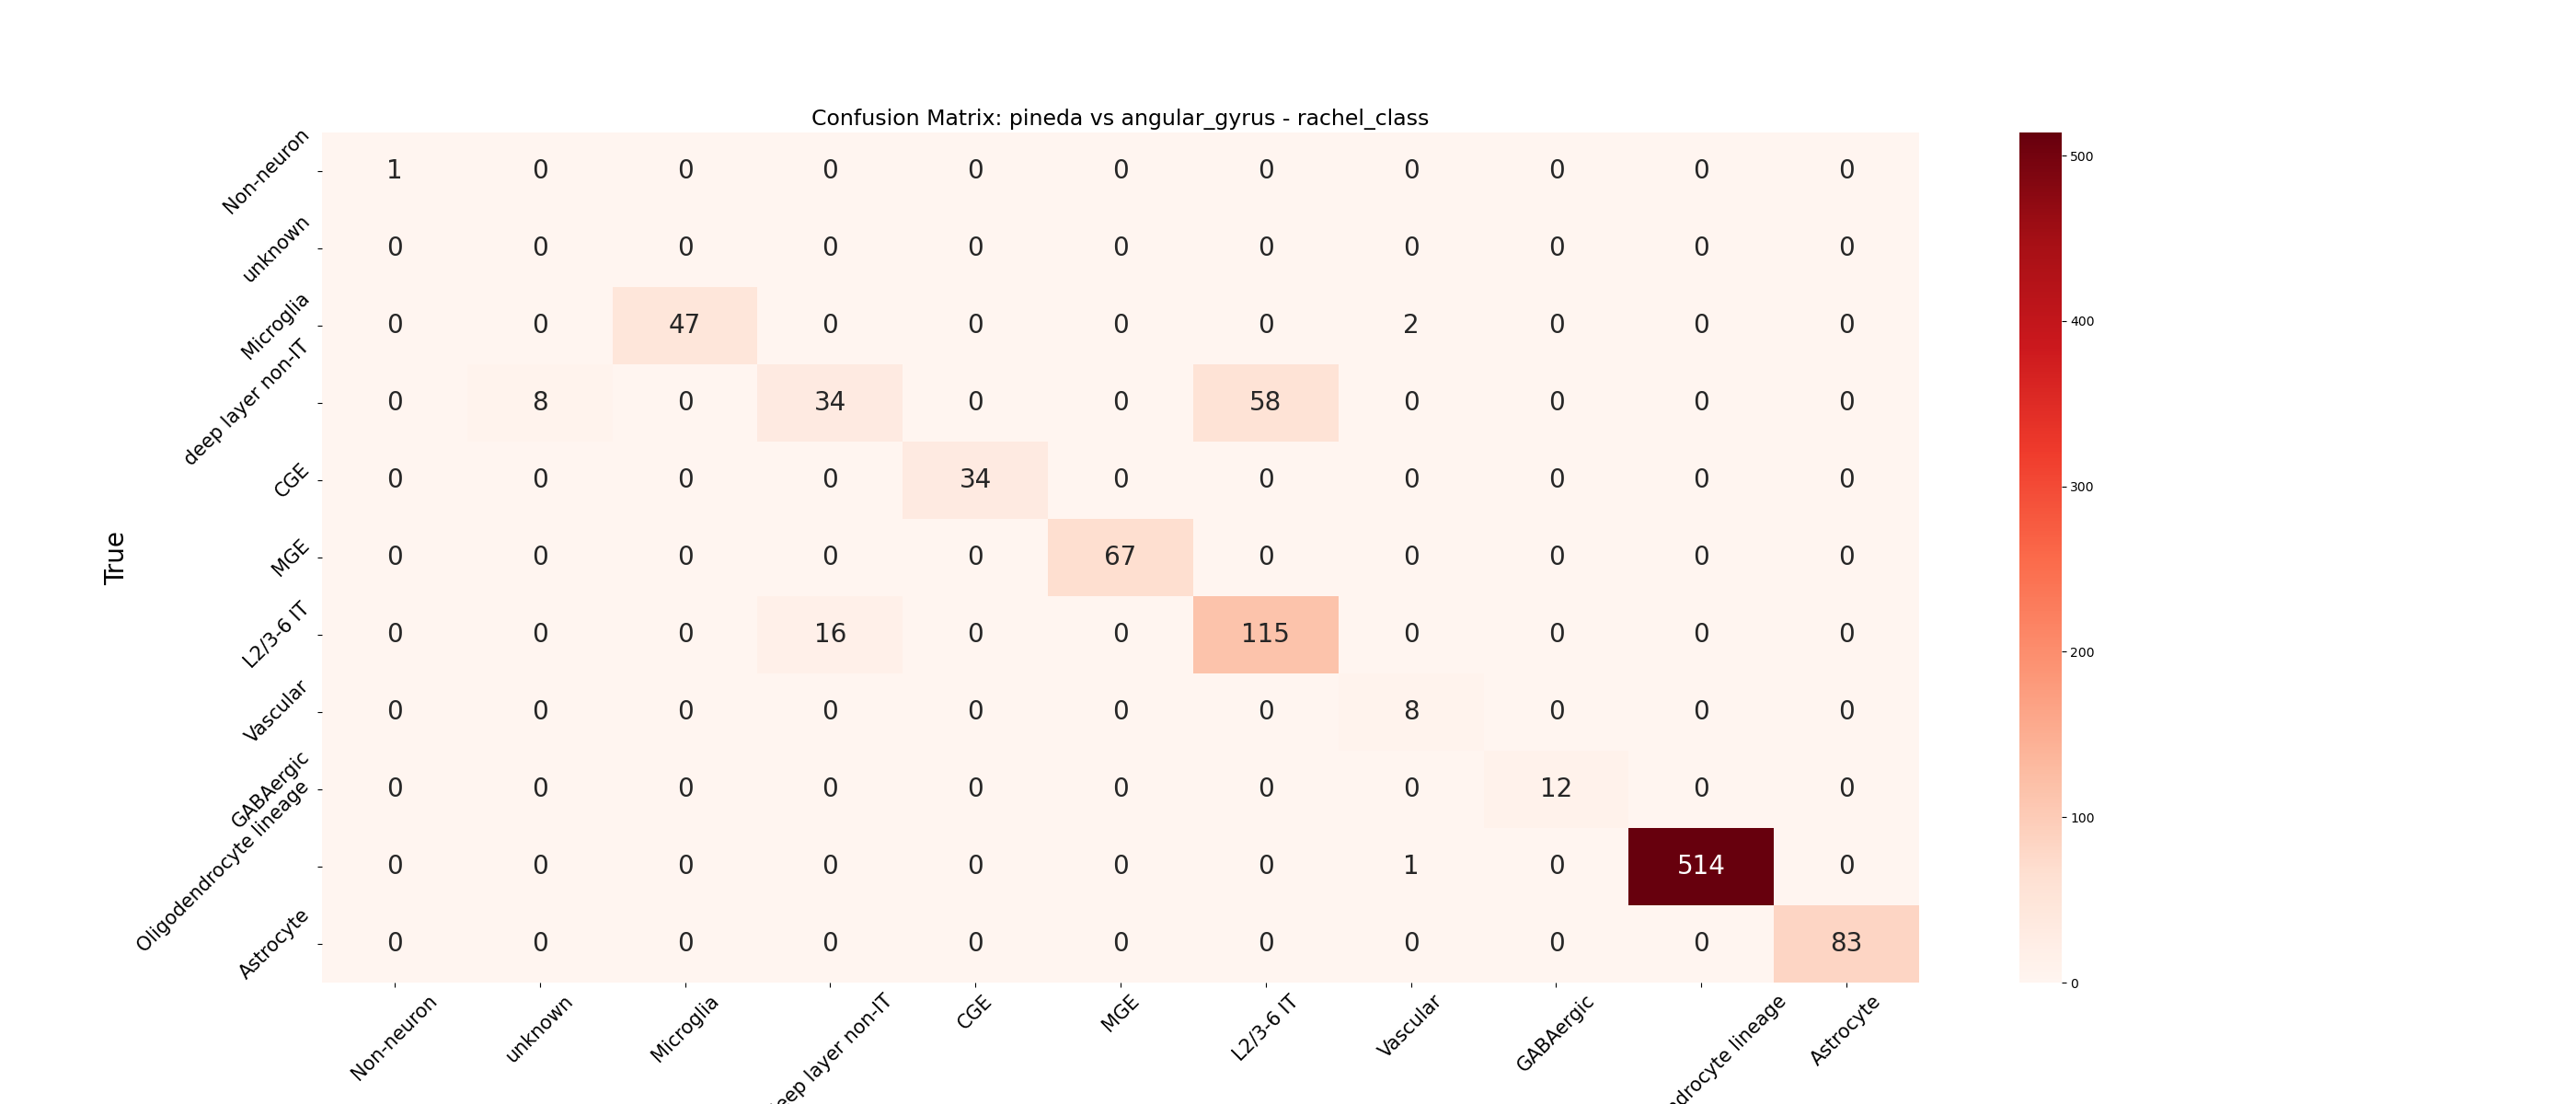 Confusion Matrix: pineda vs angular_gyrus - rachel_class
True
Non-neuron 1 0 0 0 0 0 0 0 0 0 0
unknown 0 0 0 0 0 0 0 0 0 0 0
Microglia 0 0 47 0 0 0 0 2 0 0 0
deep layer non-IT 0 8 0 34 0 0 58 0 0 0 0
CGE 0 0 0 0 34 0 0 0 0 0 0
MGE 0 0 0 0 0 67 0 0 0 0 0
L2/3-6 IT 0 0 0 16 0 0 115 0 0 0 0
Vascular 0 0 0 0 0 0 0 8 0 0 0
GABAergic 0 0 0 0 0 0 0 0 12 0 0
Oligodendrocyte lineage 0 0 0 0 0 0 0 1 0 514 0
Astrocyte 0 0 0 0 0 0 0 0 0 0 83
Non-neuron unknown Microglia eep layer non-IT CGE MGE L2/3-6 IT Vascular GABAergic drocyte lineage Astrocyte
500
400
300
200
100
0